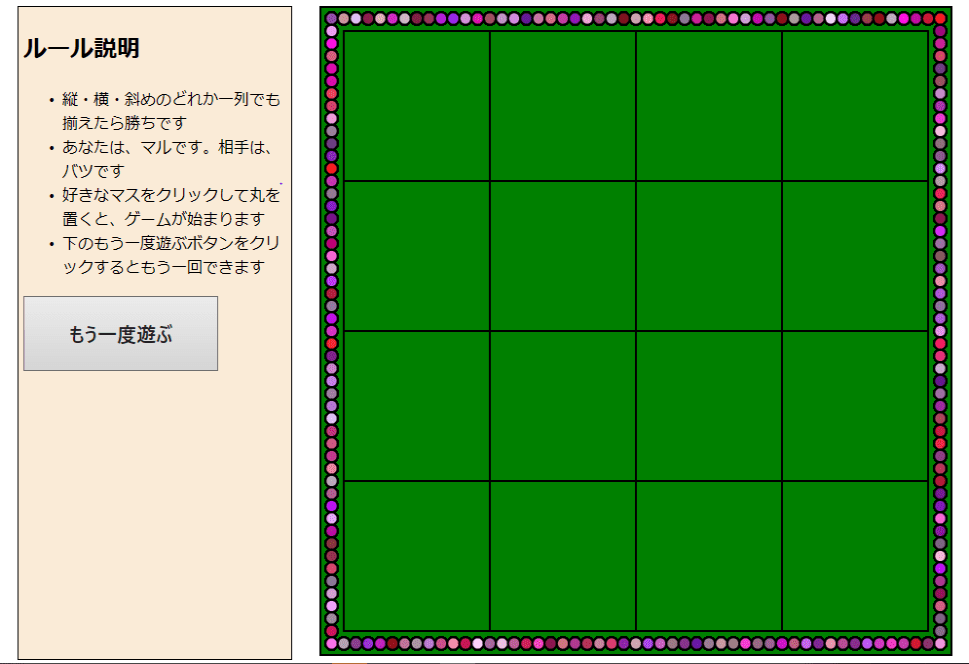 ルール説明
• 縦・横・斜めのどれか一列でも
揃えたら勝ちです
• あなたは、マルです。相手は、
バツです
• 好きなマスをクリックして丸を
置くと、ゲームが始まります
• 下のもう一度遊ぶボタンをクリ
ックするともう一回できます
もう一度遊ぶ